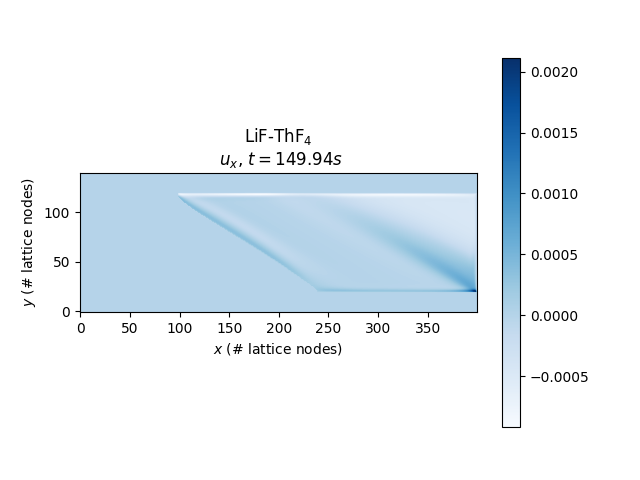 LiF-ThF₄
uₓ, t = 149.94s
y (# lattice nodes)
100
50
0
0 50 100 150 200 250 300 350
x (# lattice nodes)
0.0020
0.0015
0.0010
0.0005
0.0000
−0.0005